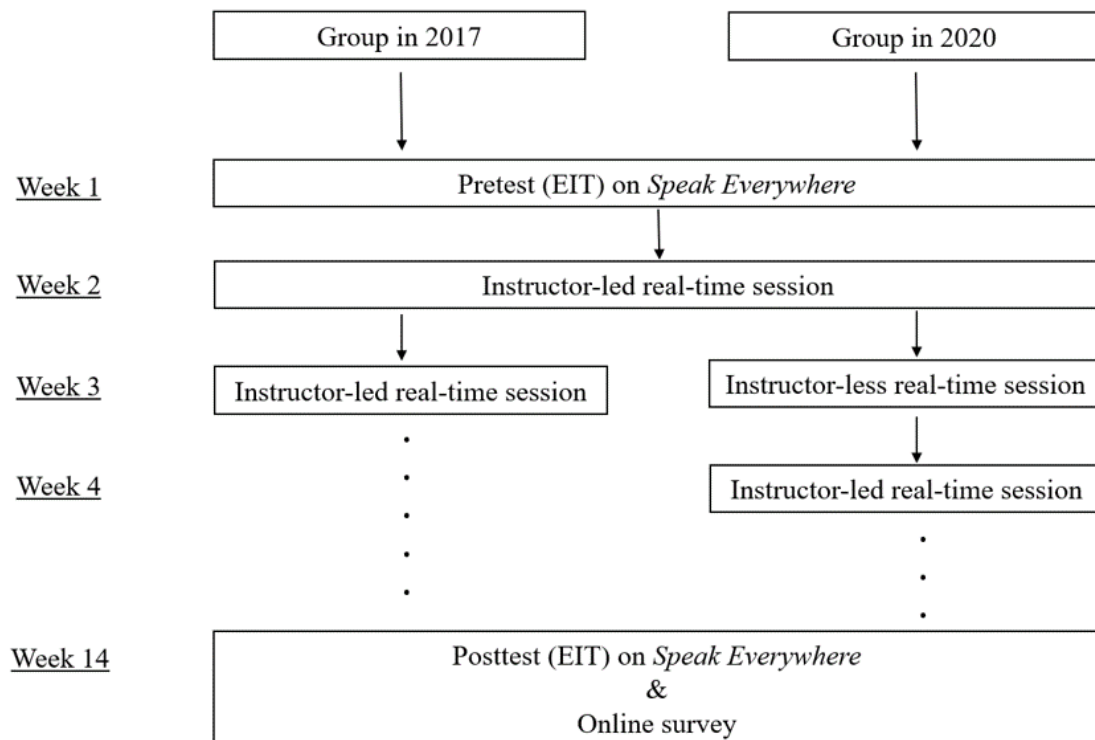 Group in 2017
Group in 2020
Week 1
Pretest (EIT) on Speak Everywhere
Week 2
Instructor-led real-time session
Week 3
Instructor-led real-time session
Instructor-less real-time session
Week 4
Instructor-led real-time session
Week 14
Posttest (EIT) on Speak Everywhere
&
Online survey